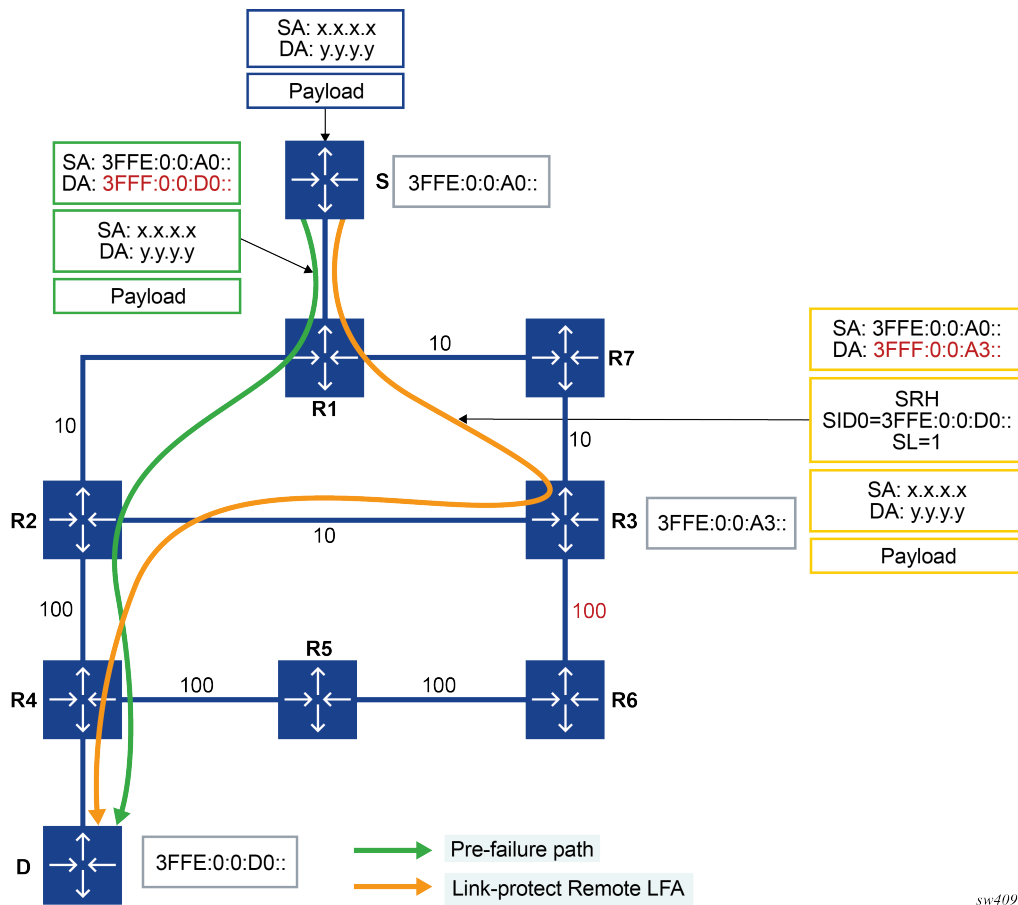 SA: x.x.x.x
DA: y.y.y.y
Payload
SA: 3FFE:0:0:A0::
DA: 3FFF:0:0:D0::
SA: x.x.x.x
DA: y.y.y.y
Payload
S
3FFE:0:0:A0::
R1
10
R7
10
10
SA: 3FFE:0:0:A0::
DA: 3FFF:0:0:A3::
SRH
SID0=3FFE:0:0:D0::
SL=1
SA: x.x.x.x
DA: y.y.y.y
Payload
R2
10
R3
3FFE:0:0:A3::
100
100
R4
100
R5
100
R6
D
3FFE:0:0:D0::
Pre-failure path
Link-protect Remote LFA
sw409